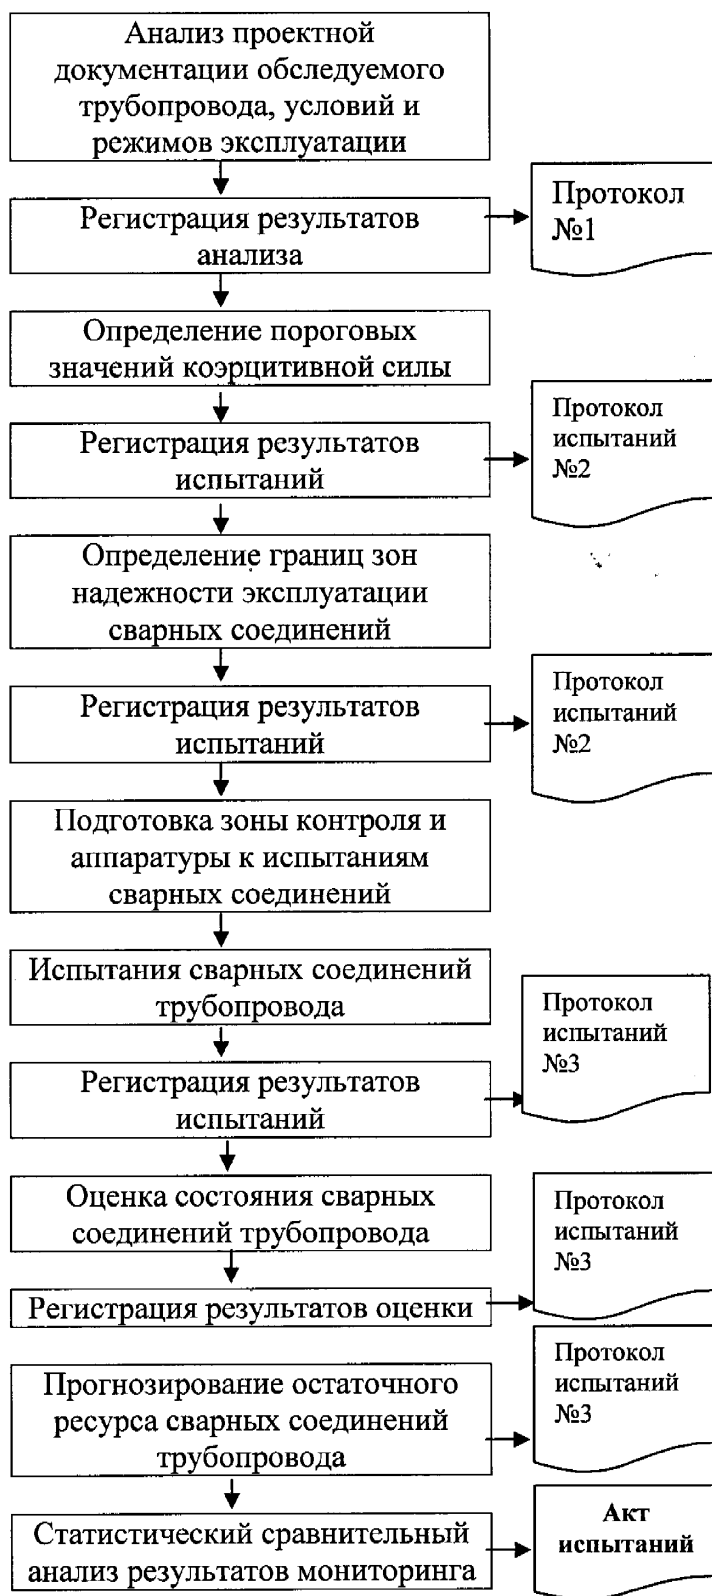 Анализ проектной
документации обследуемого
трубопровода, условий и
режимов эксплуатации
Регистрация результатов
анализа
Протокол
№1
Определение пороговых
значений коэрцитивной силы
Регистрация результатов
испытаний
Протокол
испытаний
№2
Определение границ зон
надежности эксплуатации
сварных соединений
Регистрация результатов
испытаний
Протокол
испытаний
№2
Подготовка зоны контроля и
аппаратуры к испытаниям
сварных соединений
Испытания сварных соединений
трубопровода
Регистрация результатов
испытаний
Протокол
испытаний
№3
Оценка состояния сварных
соединений трубопровода
Регистрация результатов оценки
Протокол
испытаний
№3
Прогнозирование остаточного
ресурса сварных соединений
трубопровода
Протокол
испытаний
№3
Статистический сравнительный
анализ результатов мониторинга
Акт
испытаний